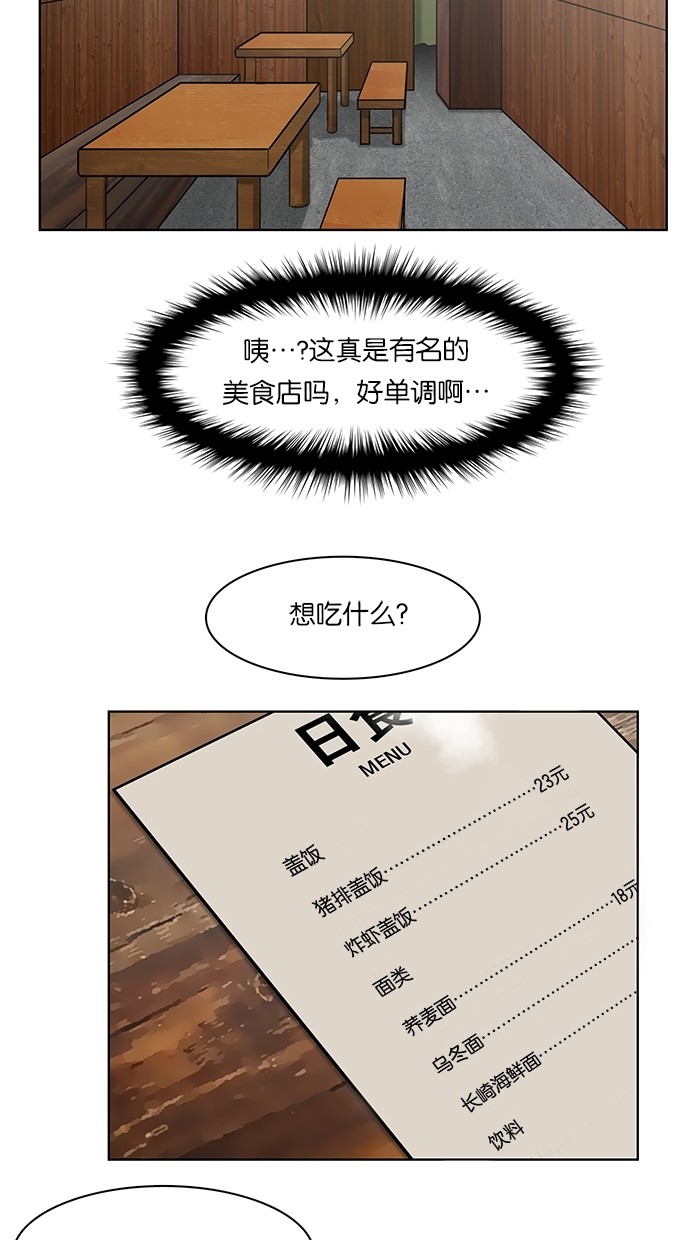 咦…?这真是有名的
美食店吗，好单调啊…
想吃什么?
日食
MENU
盖饭
猪排盖饭……………………23元
炸虾盖饭……………………25元
面类
荞麦面……………………18元
乌冬面……………………
长崎海鲜面……………………
饮料